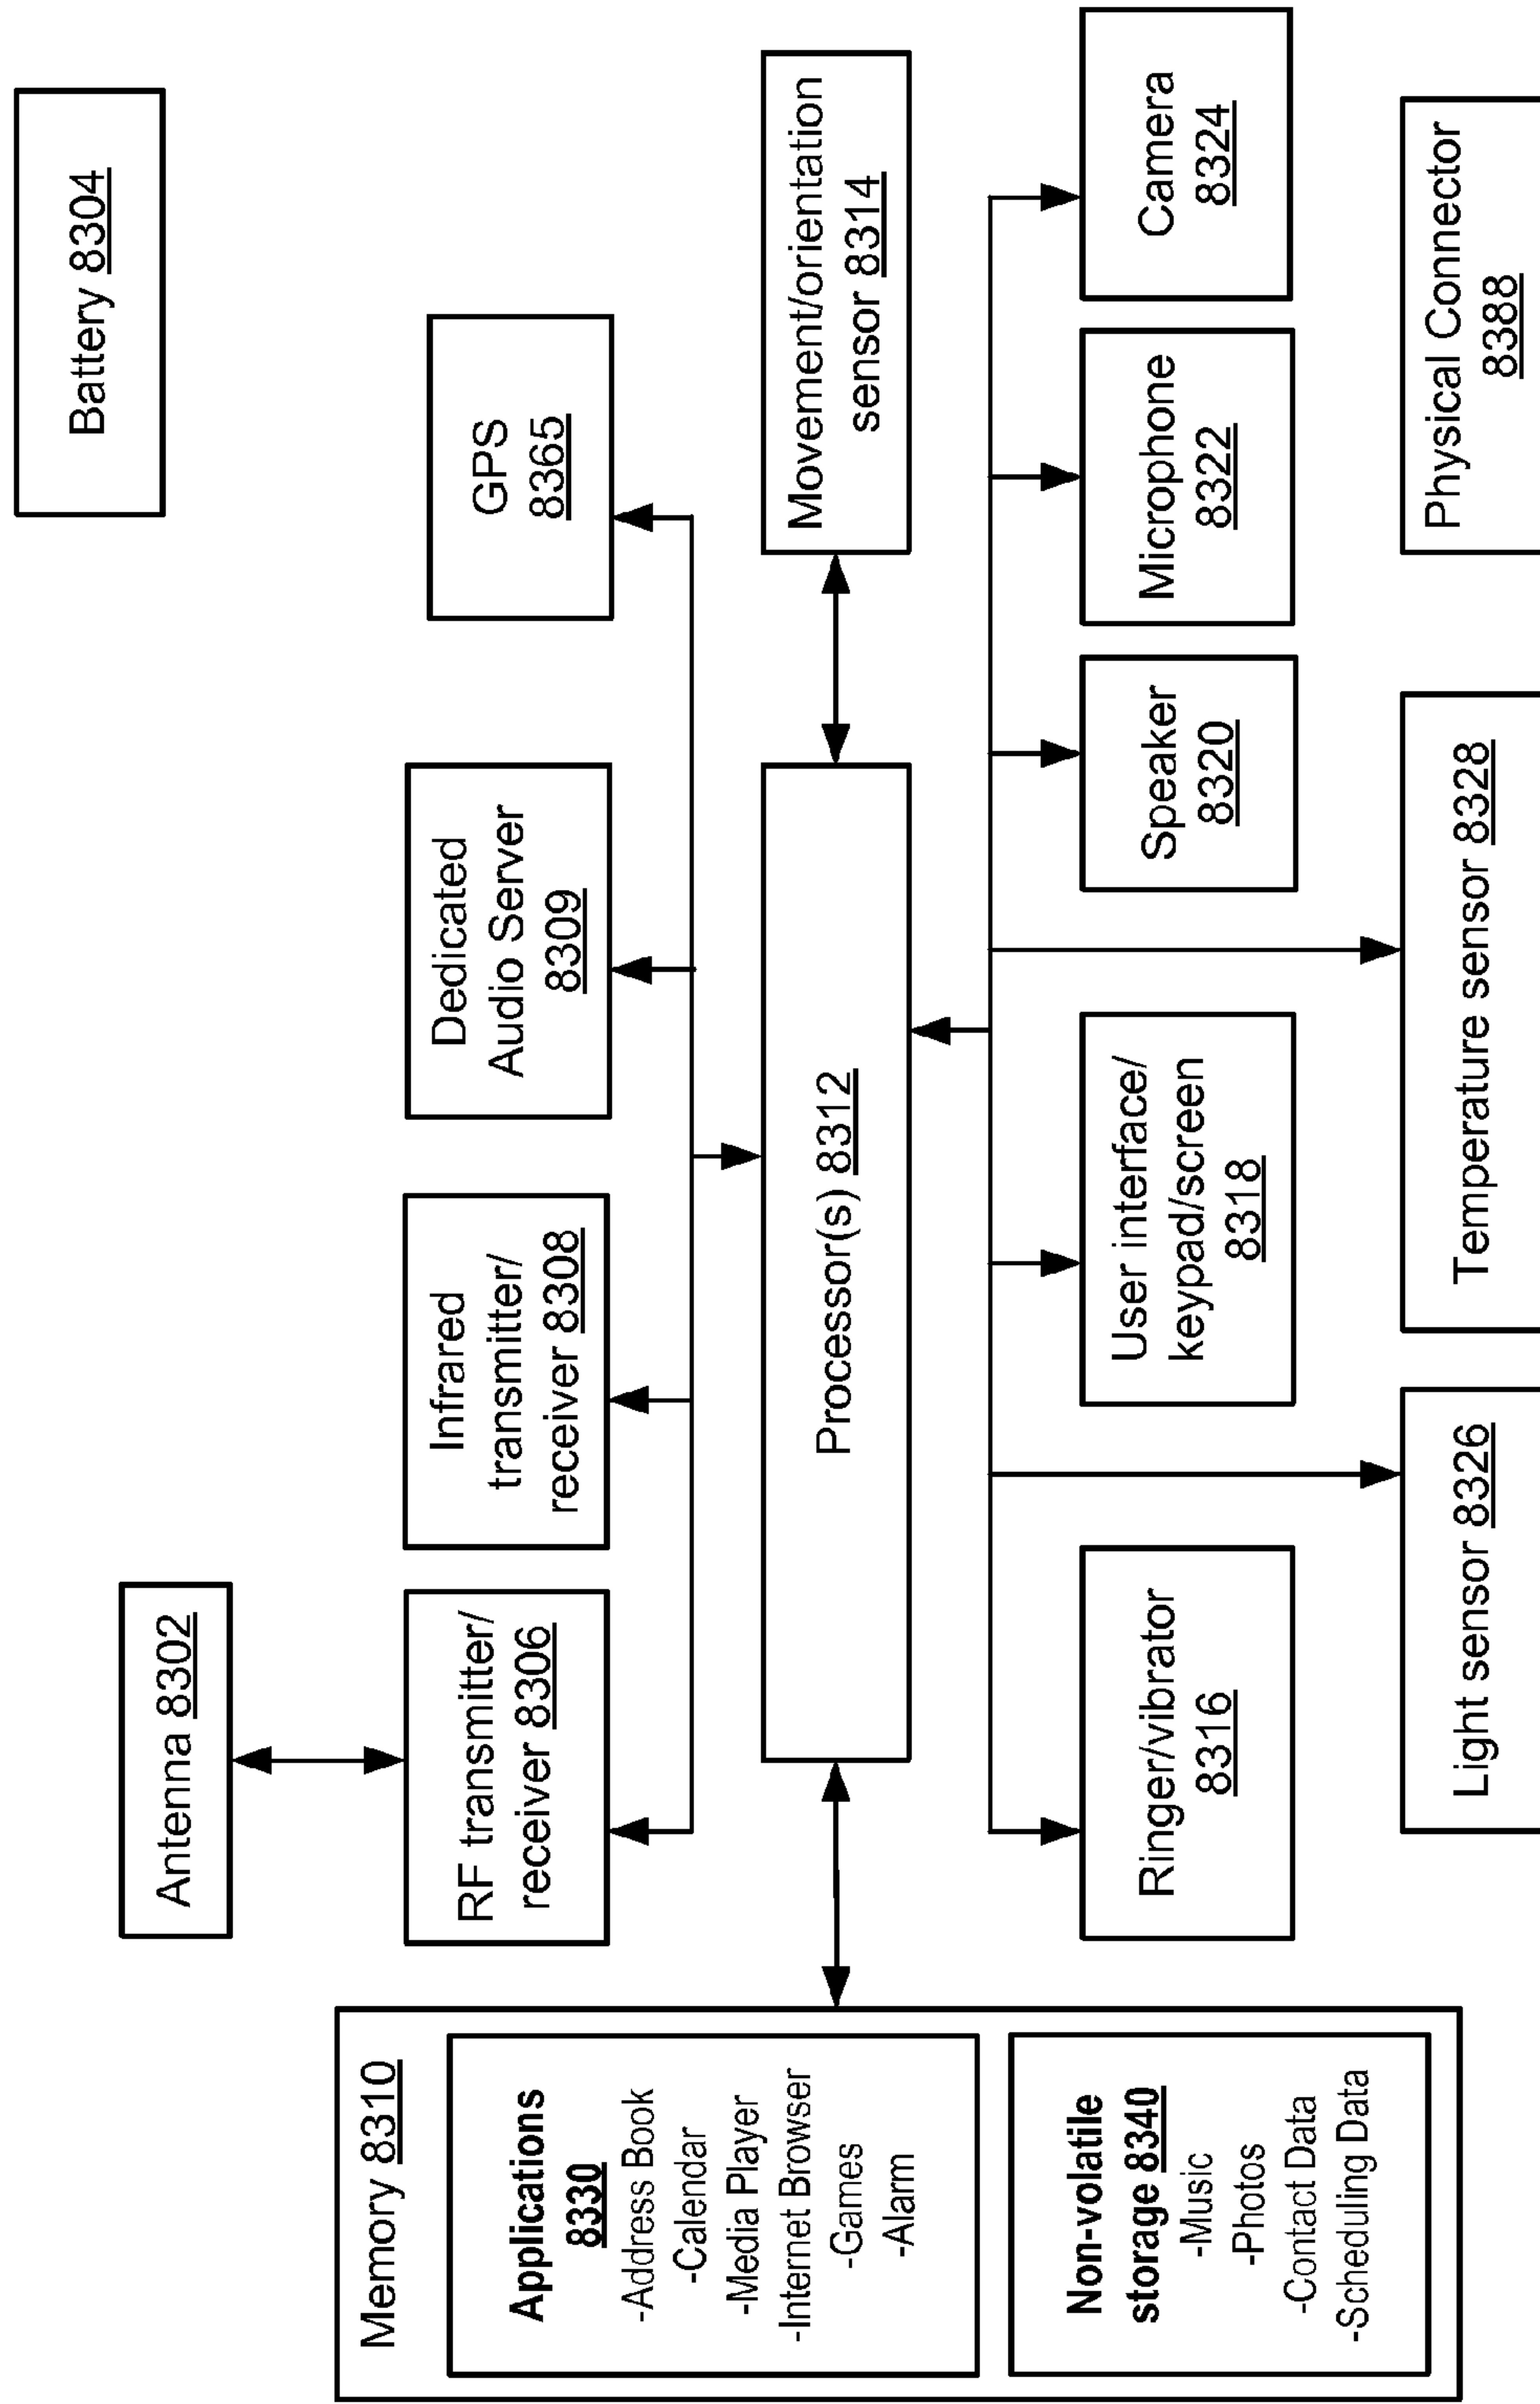 Battery 8304
Antenna 8302
RF transmitter/
receiver 8306
Infrared
transmitter/
receiver 8308
Dedicated
Audio Server
8309
GPS
8365
Memory 8310
Applications
8330
-Address Book
-Calendar
-Media Player
-Internet Browser
-Games
-Alarm
Non-volatile
storage 8340
-Music
-Photos
-Contact Data
-Scheduling Data
Processor(s) 8312
Movement/orientation
sensor 8314
Ringer/vibrator
8316
User interface/
keypad/screen
8318
Speaker
8320
Microphone
8322
Camera
8324
Light sensor 8326
Temperature sensor 8328
Physical Connector
8388